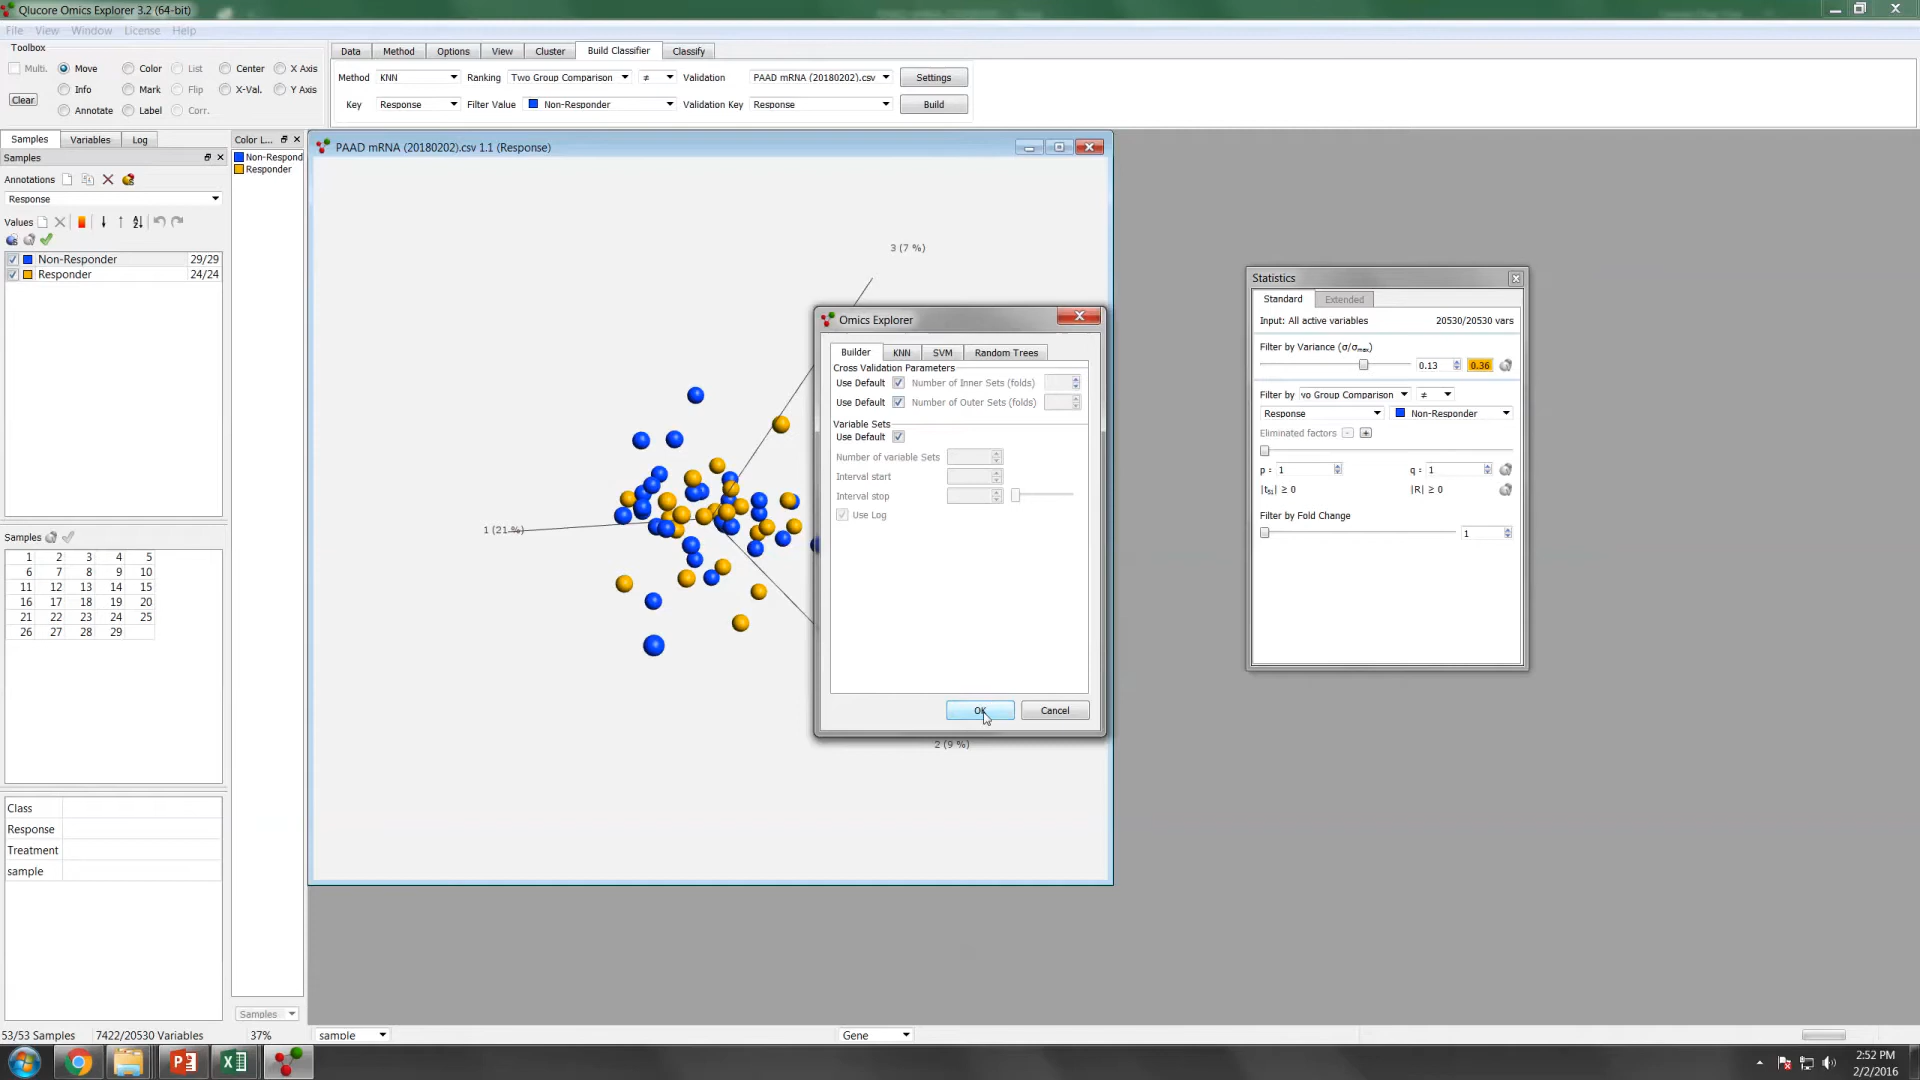 Qlucore Omics Explorer 3.2 (64-bit)
File View Window License Help
Toolbox
Multi. Move Color List Center X Axis
Info Mark Flip X-Val. Y Axis
Clear Annotate Label Corr.
Data Method Options View Cluster Build Classifier Classify
Method KNN Ranking Two Group Comparison ≠ Validation PAAD mRNA (20180202).csv Settings
Key Response Filter Value Non-Responder Validation Key Response Build
Samples Variables Log
Samples
Annotations
Response
Values
Non-Responder 29/29
Responder 24/24
Samples
1 2 3 4 5
6 7 8 9 10
11 12 13 14 15
16 17 18 19 20
21 22 23 24 25
26 27 28 29
Class
Response
Treatment
sample
Color L...
Non-Respond
Responder
Samples
PAAD mRNA (20180202).csv 1.1 (Response)
3 (7 %)
1 (21 %)
2 (9 %)
Omics Explorer
Builder KNN SVM Random Trees
Cross Validation Parameters
Use Default Number of Inner Sets (folds)
Use Default Number of Outer Sets (folds)
Variable Sets
Use Default
Number of variable Sets
Interval start
Interval stop
Use Log
OK Cancel
Statistics
Standard Extended
Input: All active variables 20530/20530 vars
Filter by Variance (σ/σmax)
0.13 0.36
Filter by vo Group Comparison ≠
Response Non-Responder
Eliminated factors - +
p = 1 q = 1
|t51| ≥ 0 |R| ≥ 0
Filter by Fold Change
1
53/53 Samples 7422/20530 Variables 37% sample Gene
2:52 PM
2/2/2016